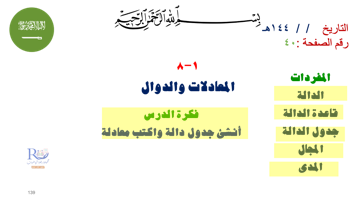 بسم الله الرحمن الرحيم
التاريخ / / ١٤٤هـ
رقم الصفحة :٤٠
٨-١
المعادلات والدوال
فكرة الدرس
أنشئ جدول دالة واكتب معادلة
المفردات
الدالة
قاعدة الدالة
جدول الدالة
المجال
المدى